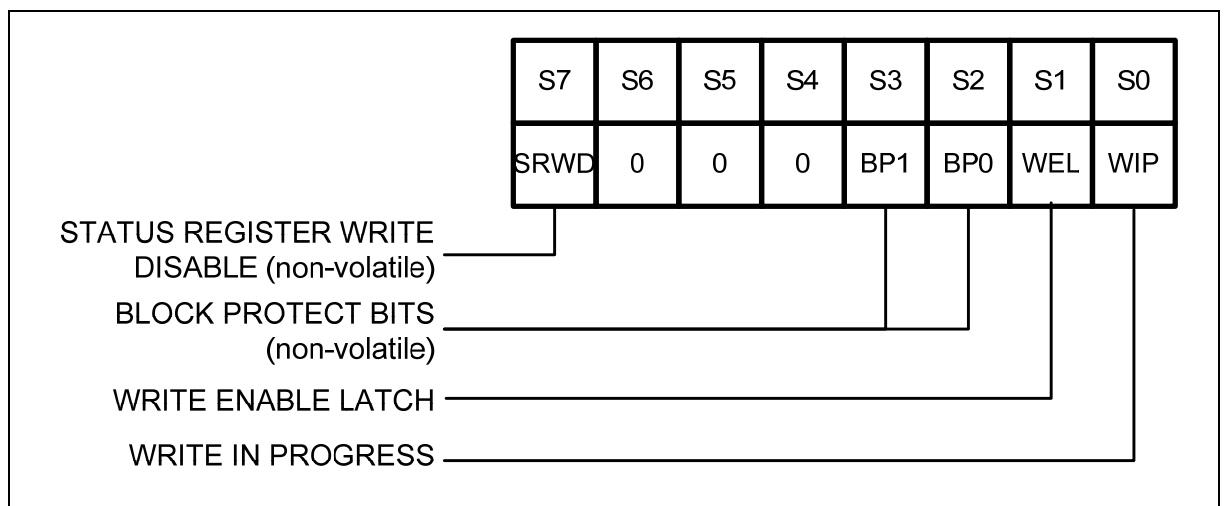 S7 S6 S5 S4 S3 S2 S1 S0
SRWD 0 0 0 BP1 BP0 WEL WIP
STATUS REGISTER WRITE
DISABLE (non-volatile)
BLOCK PROTECT BITS
(non-volatile)
WRITE ENABLE LATCH
WRITE IN PROGRESS